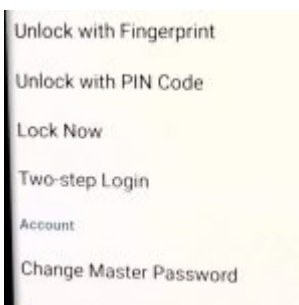 Unlock with Fingerprint
Unlock with PIN Code
Lock Now
Two-step Login
Account
Change Master Password